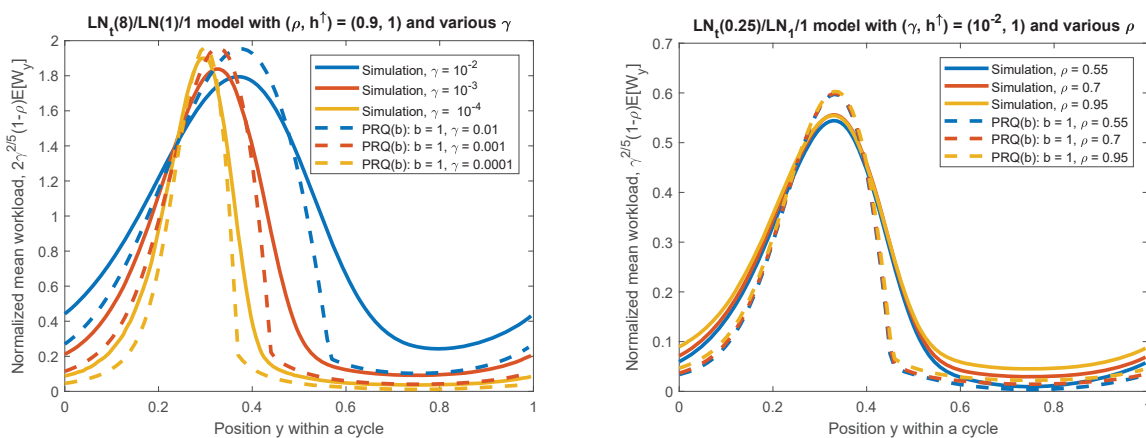 LNₜ(8)/LN(1)/1 model with (ρ, h↑) = (0.9, 1) and various γ
Normalized mean workload, 2γ^2/5(1-ρ)E[W_y]
2
1.8
1.6
1.4
1.2
1
0.8
0.6
0.4
0.2
0
Simulation, γ = 10⁻²
Simulation, γ = 10⁻³
Simulation, γ = 10⁻⁴
PRQ(b): b = 1, γ = 0.01
PRQ(b): b = 1, γ = 0.001
PRQ(b): b = 1, γ = 0.0001
0 0.2 0.4 0.6 0.8 1
Position y within a cycle
LNₜ(0.25)/LN₁/1 model with (γ, h↑) = (10⁻², 1) and various ρ
Normalized mean workload, γ^2/5(1-ρ)E[W_y]
0.7
0.6
0.5
0.4
0.3
0.2
0.1
0
Simulation, ρ = 0.55
Simulation, ρ = 0.7
Simulation, ρ = 0.95
PRQ(b): b = 1, ρ = 0.55
PRQ(b): b = 1, ρ = 0.7
PRQ(b): b = 1, ρ = 0.95
0 0.2 0.4 0.6 0.8 1
Position y within a cycle